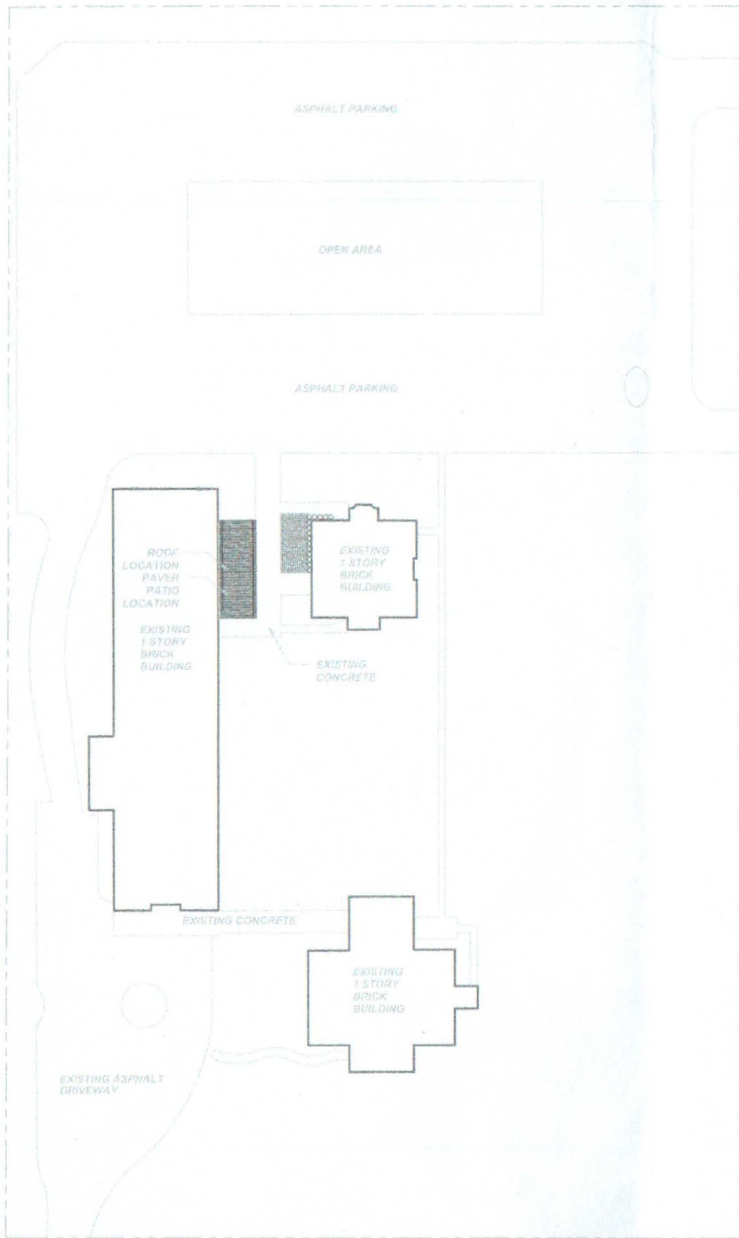 ASPHALT PARKING
OPEN AREA
ASPHALT PARKING
ROOF
LOCATION
PAVER
PATIO
LOCATION
EXISTING
1 STORY
BRICK
BUILDING
EXISTING
1 STORY
BRICK
BUILDING
EXISTING
CONCRETE
EXISTING CONCRETE
EXISTING
1 STORY
BRICK
BUILDING
EXISTING ASPHALT
DRIVEWAY